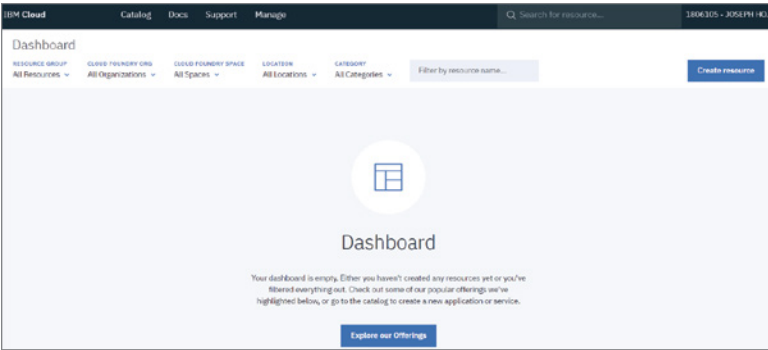 IBM Cloud Catalog Docs Support Manage Search for resource... 1806105 - JOSEPH HO...
Dashboard
RESOURCE GROUP CLOUD FOUNDRY ORG CLOUD FOUNDRY SPACE LOCATION CATEGORY
All Resources All Organizations All Spaces All Locations All Categories Filter by resource name... Create resource
Dashboard
Your dashboard is empty. Either you haven't created any resources yet or you've
filtered everything out. Check out some of our popular offerings we've
highlighted below, or go to the catalog to create a new application or service.
Explore our Offerings